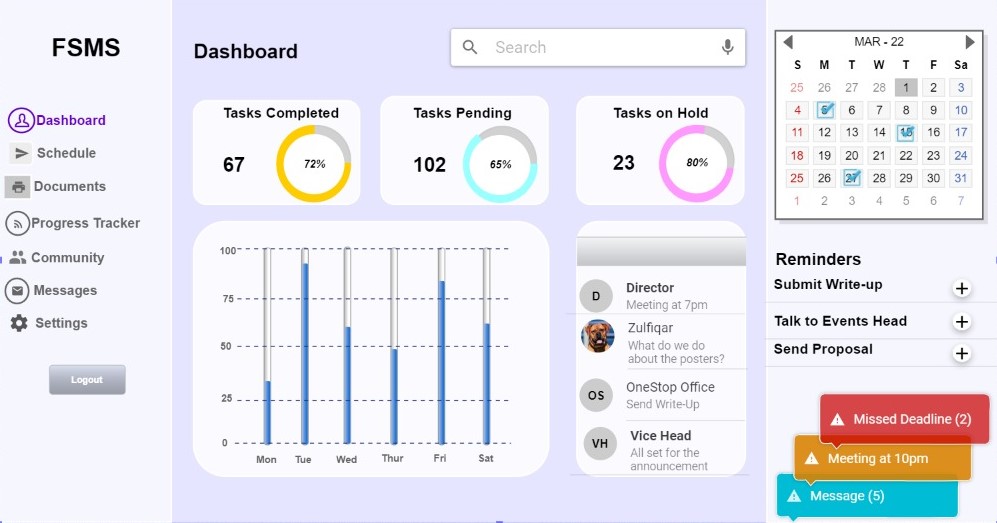 FSMS
Dashboard
Schedule
Documents
Progress Tracker
Community
Messages
Settings
Logout
Dashboard
Search
Tasks Completed
67
72%
Tasks Pending
102
65%
Tasks on Hold
23
80%
100
75
50
25
0
Mon Tue Wed Thur Fri Sat
D
Director
Meeting at 7pm
Zulfiqar
What do we do
about the posters?
OS
OneStop Office
Send Write-Up
VH
Vice Head
All set for the
announcement
MAR - 22
S M T W T F Sa
25 26 27 28 1 2 3
4 5 6 7 8 9 10
11 12 13 14 15 16 17
18 19 20 21 22 23 24
25 26 27 28 29 30 31
1 2 3 4 5 6 7
Reminders
Submit Write-up
Talk to Events Head
Send Proposal
Missed Deadline (2)
Meeting at 10pm
Message (5)